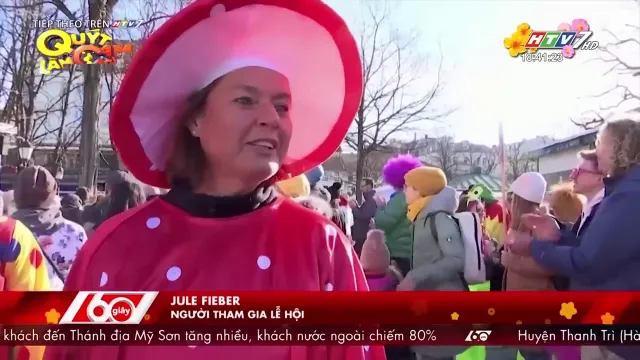 TIẾP THEO TRÊN HTV7
QUÝT LÀM CAM CHỊU
HTV7 HD
18:41:23
60 giây
JULE FIEBER
NGƯỜI THAM GIA LỄ HỘI
khách đến Thánh địa Mỹ Sơn tăng nhiều, khách nước ngoài chiếm 80% 60 Huyện Thanh Trì (Hà